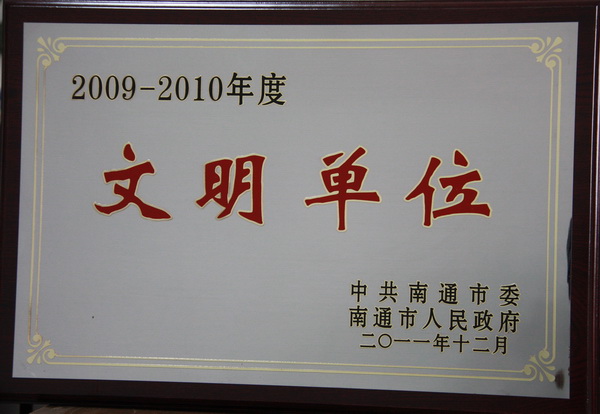 2009-2010年度
文明单位
中共南通市委
南通市人民政府
二〇一一年十二月